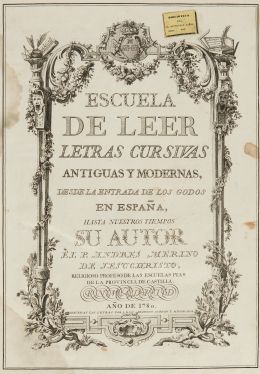 ESCUELA
DE LEER
LETRAS CURSIVAS
ANTIGUAS Y MODERNAS,
DESDE LA ENTRADA DE LOS GODOS
EN ESPAÑA,
HASTA NUESTROS TIEMPOS
SU AUTOR
EL P. ANDRES MERINO
DE JESUCHRISTO,
RELIGIOSO PROFESO DE LAS ESCUELAS PIAS
DE LA PROVINCIA DE CASTILLA.
AÑO DE 1780.